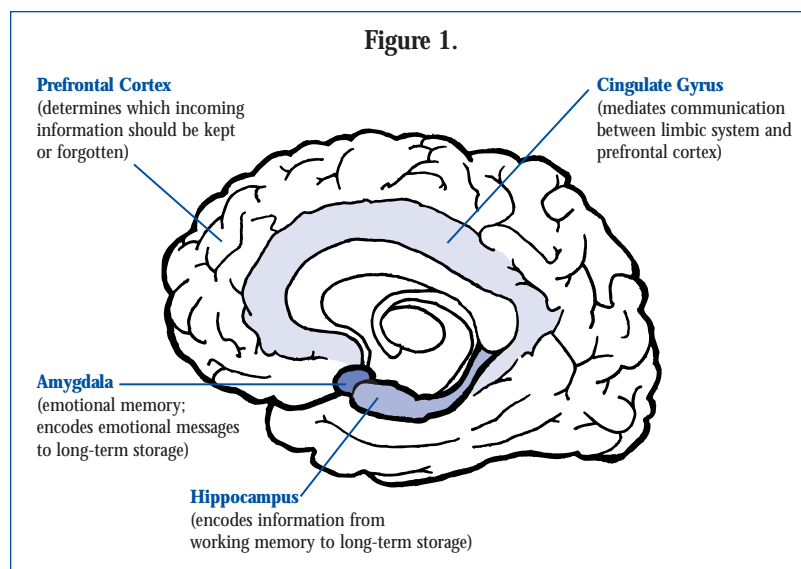 Figure 1.
Prefrontal Cortex
(determines which incoming
information should be kept
or forgotten)
Cingulate Gyrus
(mediates communication
between limbic system and
prefrontal cortex)
Amygdala
(emotional memory;
encodes emotional messages
to long-term storage)
Hippocampus
(encodes information from
working memory to long-term storage)